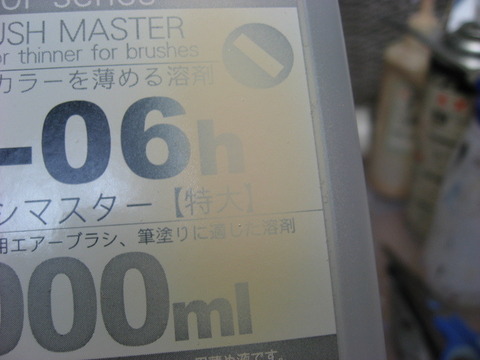 USH MASTER
or thinner for brushes
カラーを薄める溶剤
-06h
シマスター【特大】
用エアーブラシ、筆塗りに適した溶剤
000ml